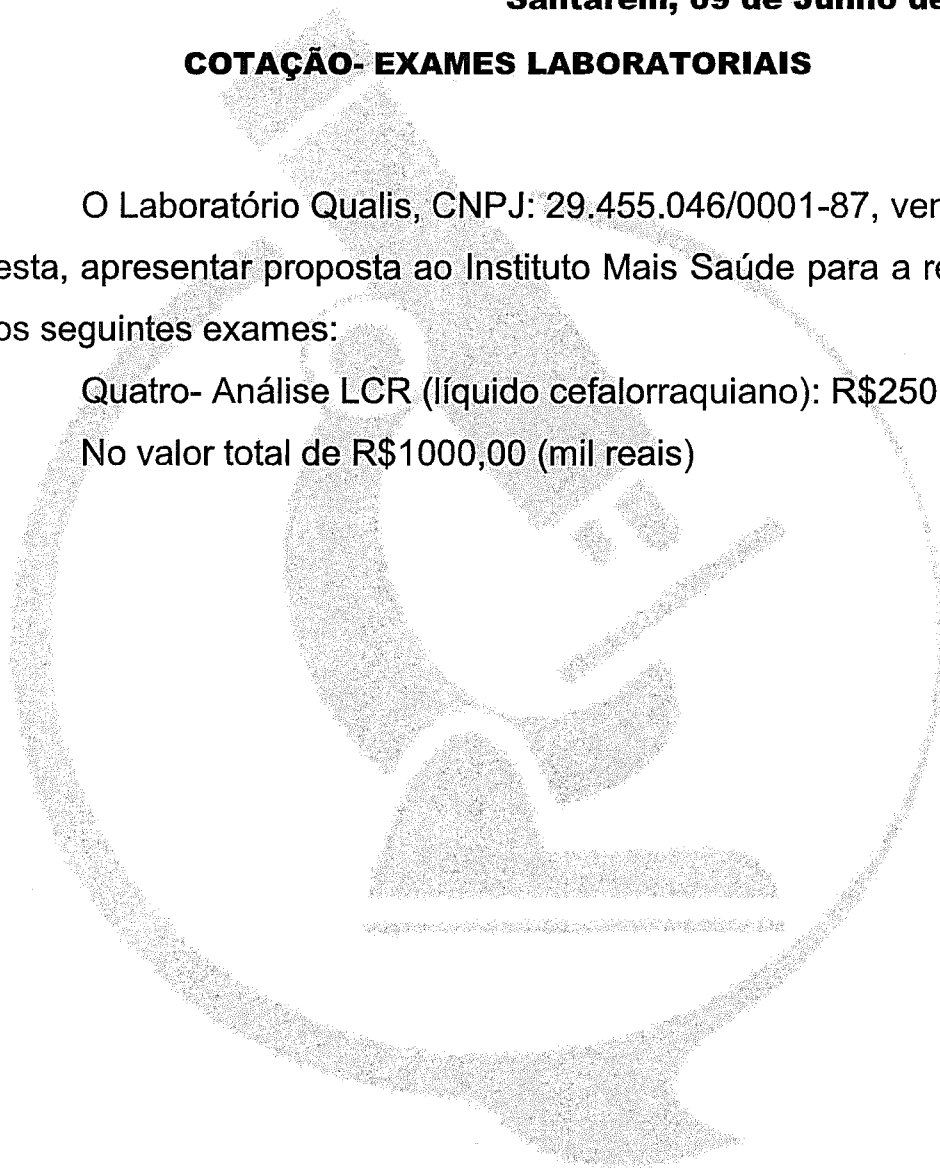 Santarém, 09 de Junho de
COTAÇÃO- EXAMES LABORATORIAIS
O Laboratório Qualis, CNPJ: 29.455.046/0001-87, ver
esta, apresentar proposta ao Instituto Mais Saúde para a re
os seguintes exames:
Quatro- Análise LCR (líquido cefalorraquiano): R$250
No valor total de R$1000,00 (mil reais)